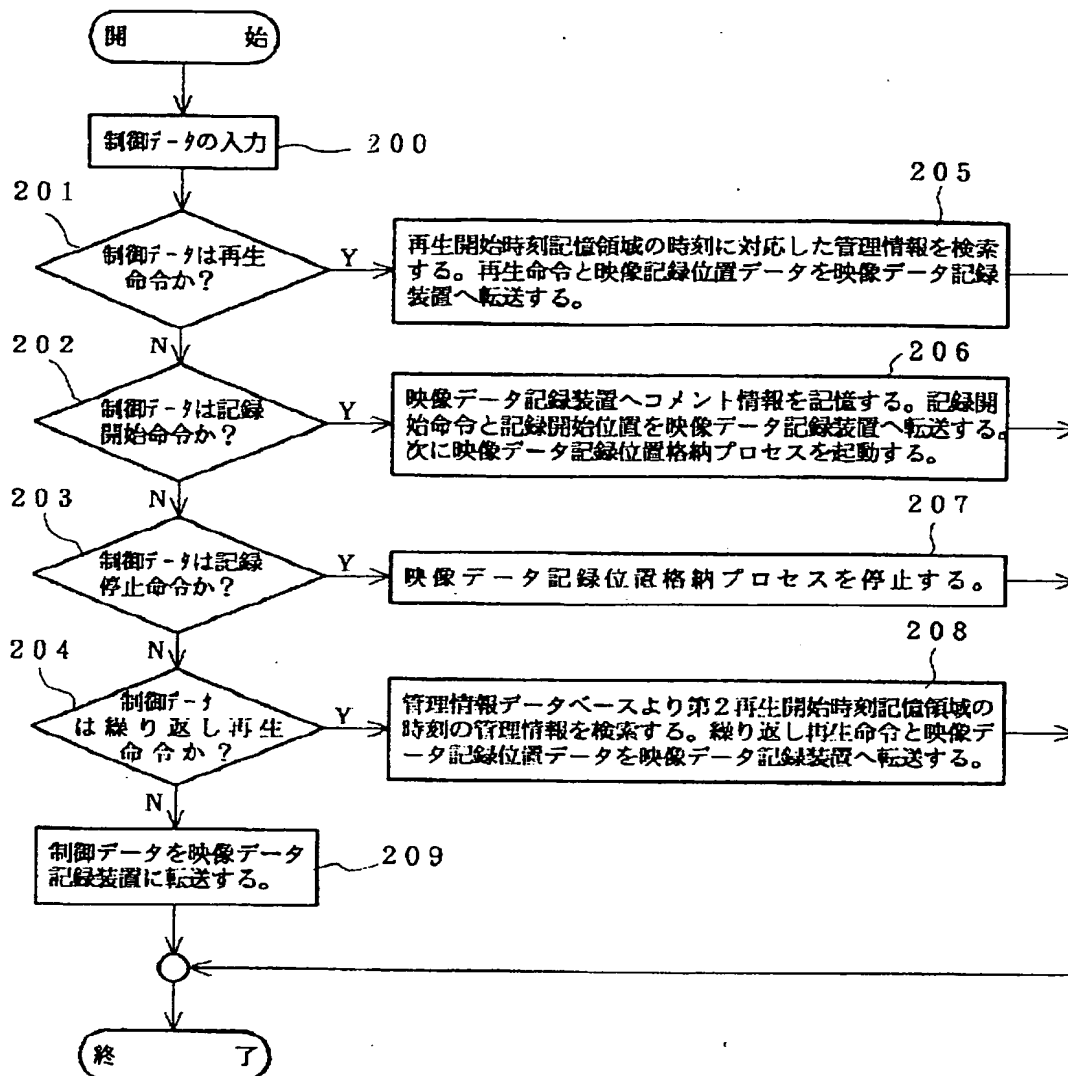 開 始
制御データの入力
200
201
制御データは再生
命令か？
Y
205
再生開始時刻記憶領域の時刻に対応した管理情報を検索
する。再生命令と映像記録位置データを映像データ記録
装置へ転送する。
N
202
制御データは記録
開始命令か？
Y
206
映像データ記録装置へコメント情報を記憶する。記録開
始命令と記録開始位置を映像データ記録装置へ転送する。
次に映像データ記録位置格納プロセスを起動する。
N
203
制御データは記録
停止命令か？
Y
207
映像データ記録位置格納プロセスを停止する。
N
204
制御データ
は繰り返し再生
命令か？
Y
208
管理情報データベースより第2再生開始時刻記憶領域の
時刻の管理情報を検索する。繰り返し再生命令と映像デ
ータ記録位置データを映像データ記録装置へ転送する。
N
制御データを映像データ
記録装置に転送する。
209
終 了